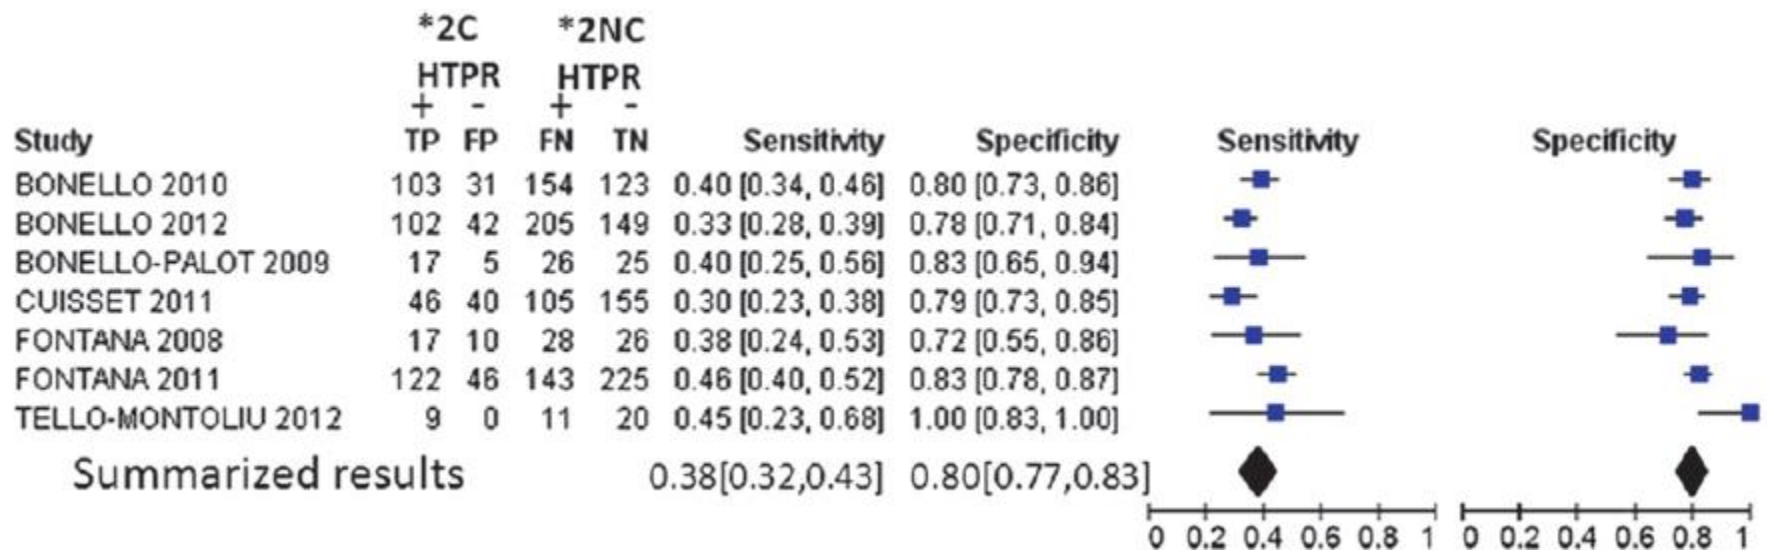 *2C *2NC
HTPR HTPR
+ - + -
Study TP FP FN TN Sensitivity Specificity Sensitivity Specificity
BONELLO 2010 103 31 154 123 0.40 [0.34, 0.46] 0.80 [0.73, 0.86]
BONELLO 2012 102 42 205 149 0.33 [0.28, 0.39] 0.78 [0.71, 0.84]
BONELLO-PALOT 2009 17 5 26 25 0.40 [0.25, 0.56] 0.83 [0.65, 0.94]
CUISSET 2011 46 40 105 155 0.30 [0.23, 0.38] 0.79 [0.73, 0.85]
FONTANA 2008 17 10 28 26 0.38 [0.24, 0.53] 0.72 [0.55, 0.86]
FONTANA 2011 122 46 143 225 0.46 [0.40, 0.52] 0.83 [0.78, 0.87]
TELLO-MONTOLIU 2012 9 0 11 20 0.45 [0.23, 0.68] 1.00 [0.83, 1.00]
Summarized results 0.38[0.32,0.43] 0.80[0.77,0.83]
0 0.2 0.4 0.6 0.8 1 0 0.2 0.4 0.6 0.8 1